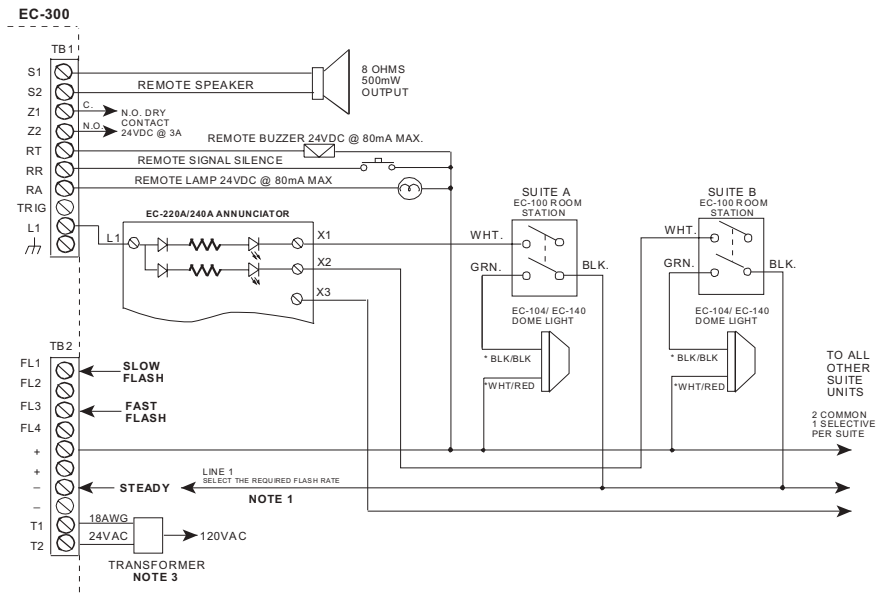 EC-300
TB1
S1
S2
Z1
Z2
RT
RR
RA
TRIG
L1
REMOTE SPEAKER
8 OHMS
500mW
OUTPUT
C.
N.O.
N.O. DRY
CONTACT
24VDC @ 3A
REMOTE BUZZER 24VDC @ 80mA MAX.
REMOTE SIGNAL SILENCE
REMOTE LAMP 24VDC @ 80mA MAX
EC-220A/240A ANNUNCIATOR
L1
X1
X2
X3
SUITE A
EC-100 ROOM
STATION
WHT.
GRN.
BLK.
EC-104/ EC-140
DOME LIGHT
* BLK/BLK
*WHT/RED
SUITE B
EC-100 ROOM
STATION
WHT.
GRN.
BLK.
EC-104/ EC-140
DOME LIGHT
* BLK/BLK
*WHT/RED
TO ALL
OTHER
SUITE
UNITS
2 COMMON
1 SELECTIVE
PER SUITE
TB2
FL1
FL2
FL3
FL4
+
+
–
–
T1
T2
SLOW
FLASH
FAST
FLASH
STEADY
LINE 1
SELECT THE REQUIRED FLASH RATE
NOTE 1
18AWG
24VAC
120VAC
TRANSFORMER
NOTE 3